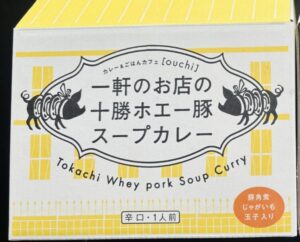 カレー&ごはんカフェ [ouchi]
一軒のお店の
十勝ホエー豚
スープカレー
Tokachi Whey pork Soup Curry
辛口・1人前
豚角煮
じゃがいも
玉子入り